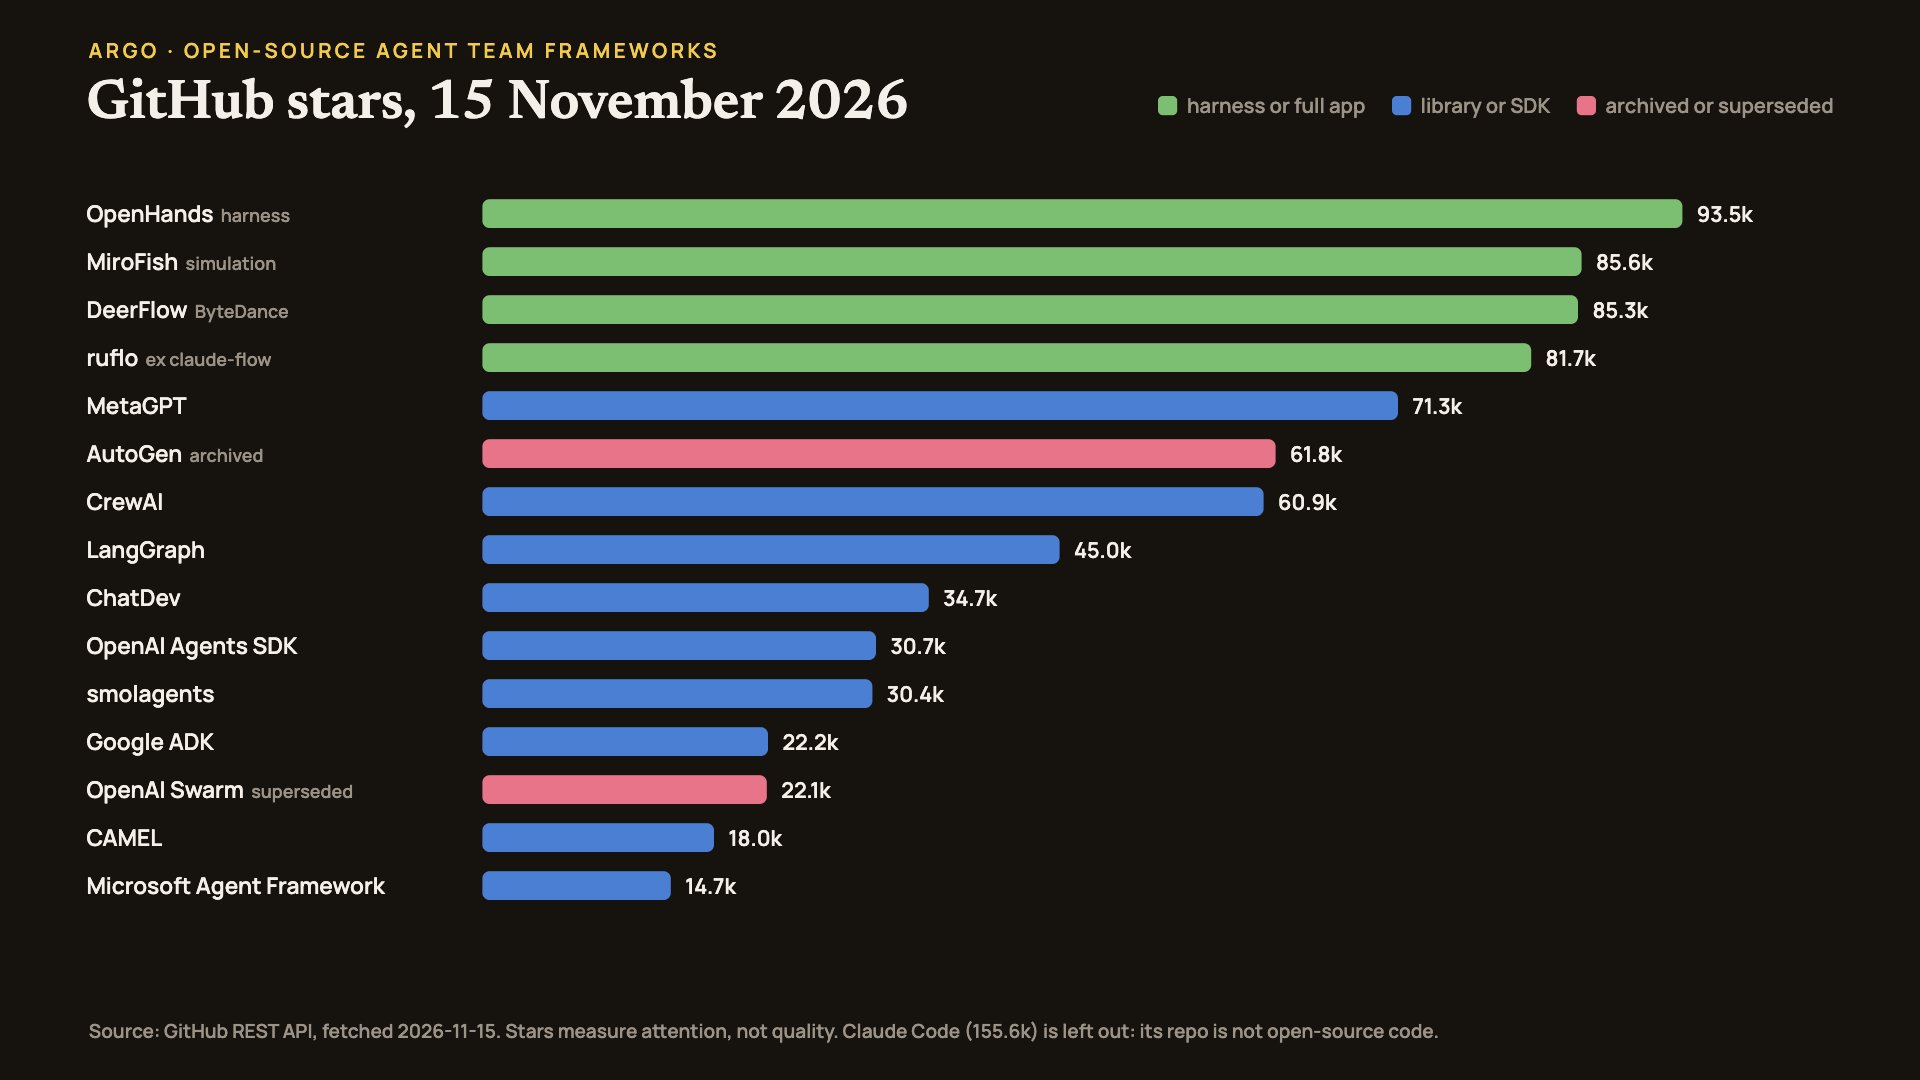 ARGO · OPEN-SOURCE AGENT TEAM FRAMEWORKS
GitHub stars, 15 November 2026
harness or full app library or SDK archived or superseded
OpenHands harness 93.5k
MiroFish simulation 85.6k
DeerFlow ByteDance 85.3k
ruflo ex claude-flow 81.7k
MetaGPT 71.3k
AutoGen archived 61.8k
CrewAI 60.9k
LangGraph 45.0k
ChatDev 34.7k
OpenAI Agents SDK 30.7k
smolagents 30.4k
Google ADK 22.2k
OpenAI Swarm superseded 22.1k
CAMEL 18.0k
Microsoft Agent Framework 14.7k
Source: GitHub REST API, fetched 2026-11-15. Stars measure attention, not quality. Claude Code (155.6k) is left out: its repo is not open-source code.